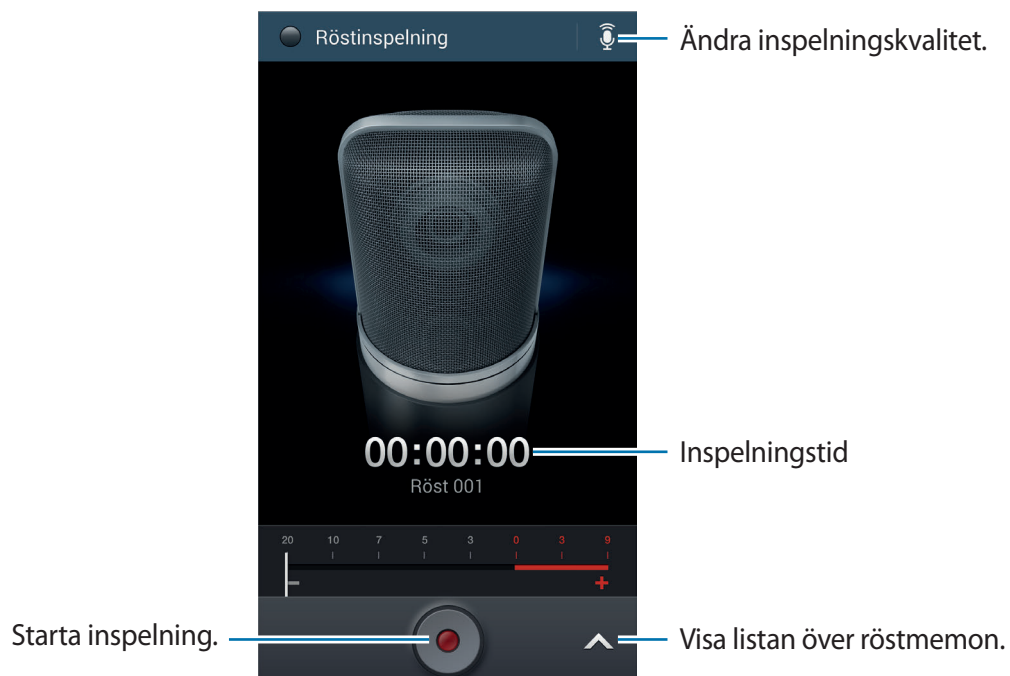 Röstinspelning
Ändra inspelningskvalitet.
00:00:00
Inspelningstid
Röst 001
20 10 7 5 3 0 3 9
− +
Starta inspelning.
Visa listan över röstmemon.